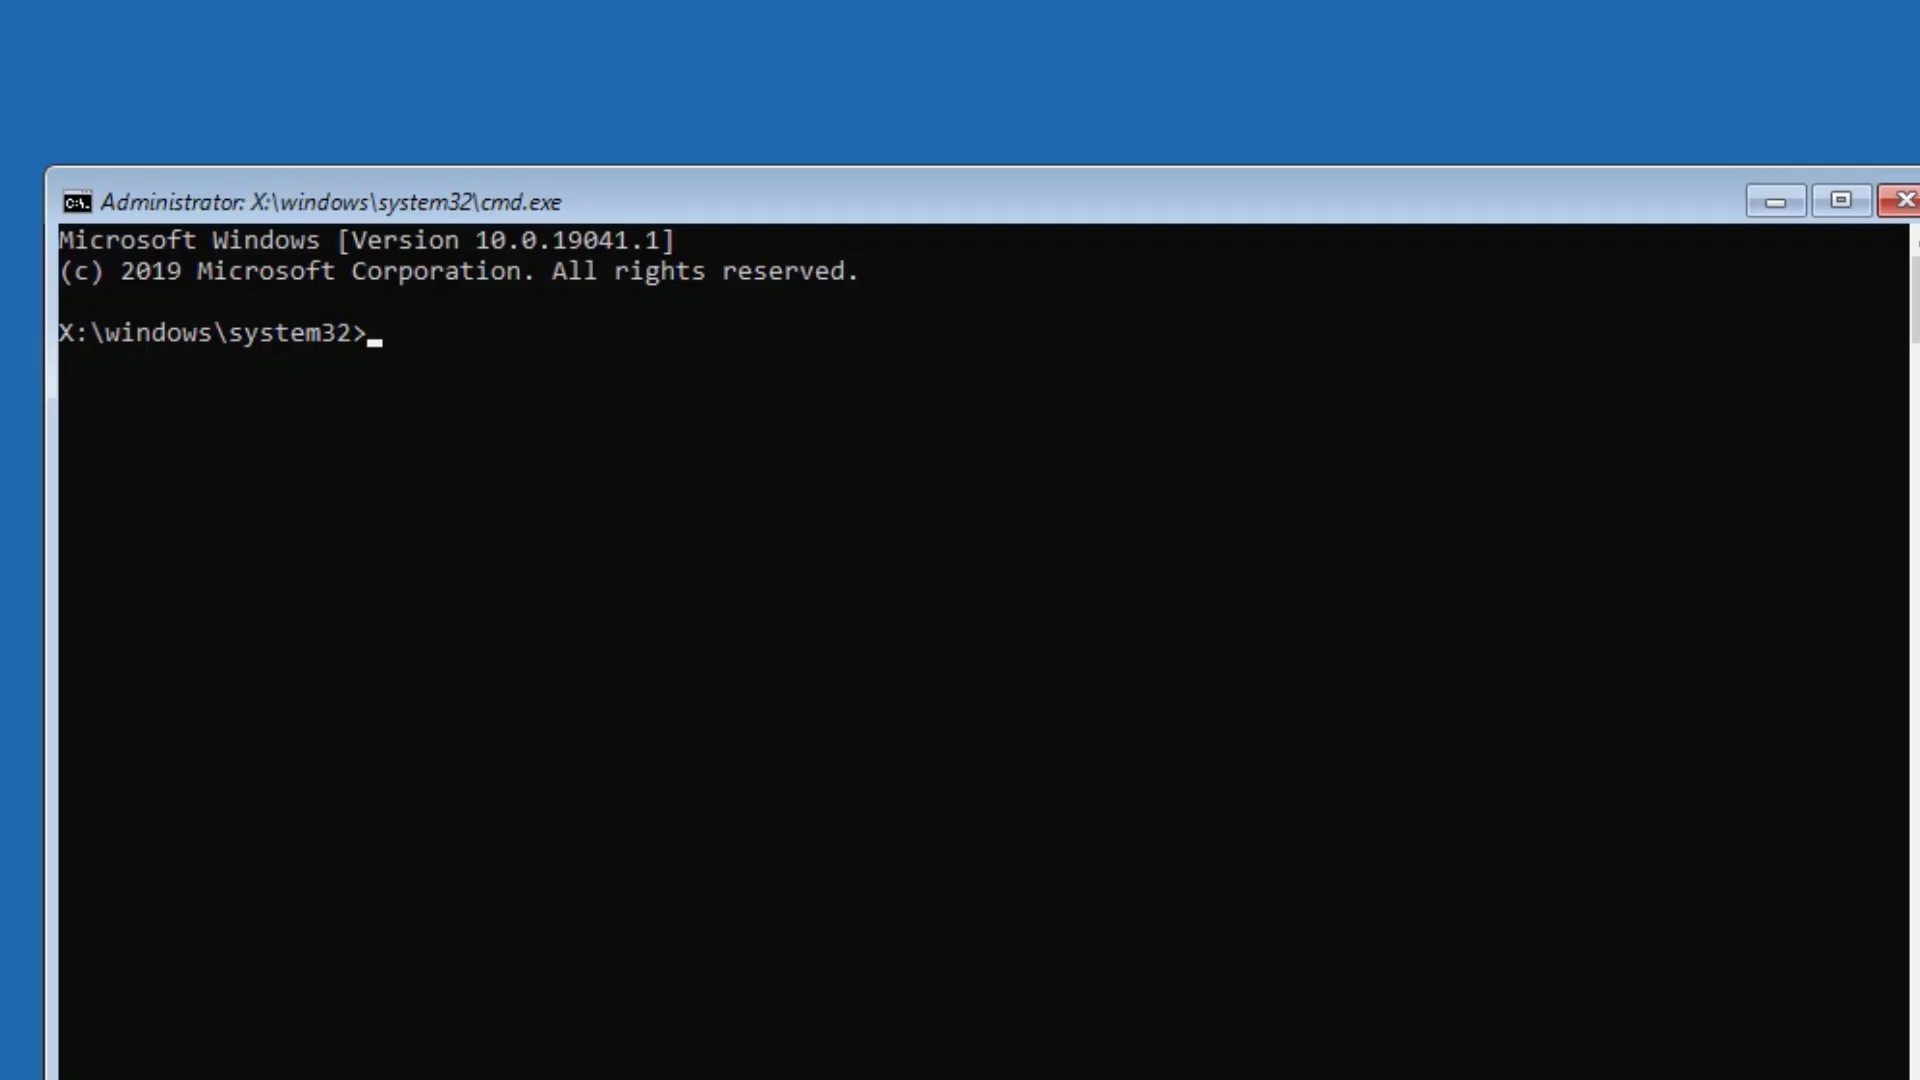 Administrator: X:\windows\system32\cmd.exe
Microsoft Windows [Version 10.0.19041.1]
(c) 2019 Microsoft Corporation. All rights reserved.
X:\windows\system32>